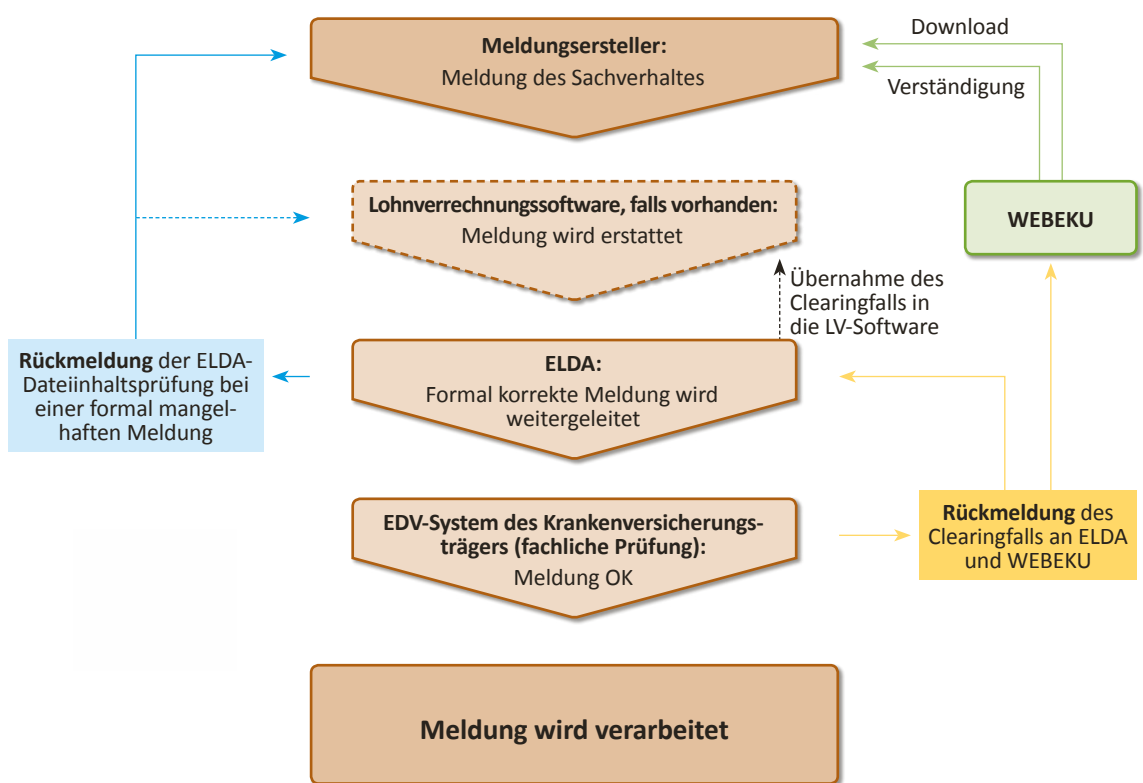 Meldungsersteller:
Meldung des Sachverhaltes
Download
Verständigung
Lohnverrechnungssoftware, falls vorhanden:
Meldung wird erstattet
WEBEKU
Übernahme des
Clearingfalls in
die LV-Software
Rückmeldung der ELDA-
Dateiinhaltsprüfung bei
einer formal mangel-
haften Meldung
ELDA:
Formal korrekte Meldung wird
weitergeleitet
EDV-System des Krankenversicherungs-
trägers (fachliche Prüfung):
Meldung OK
Rückmeldung des
Clearingfalls an ELDA
und WEBEKU
Meldung wird verarbeitet